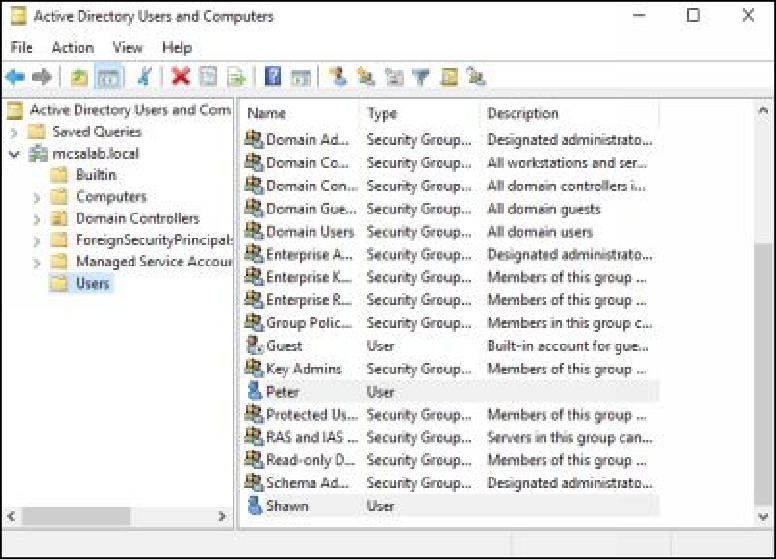 Active Directory Users and Computers
File Action View Help
Active Directory Users and Com
Saved Queries
mcsalab.local
Builtin
Computers
Domain Controllers
ForeignSecurityPrincipals
Managed Service Accour
Users
Name Type Description
Domain Ad... Security Group... Designated administrato...
Domain Co... Security Group... All workstations and ser...
Domain Con... Security Group... All domain controllers i...
Domain Gue... Security Group... All domain guests
Domain Users Security Group... All domain users
Enterprise A... Security Group... Designated administrato...
Enterprise K... Security Group... Members of this group ...
Enterprise R... Security Group... Members of this group ...
Group Polic... Security Group... Members in this group c...
Guest User Built-in account for gue...
Key Admins Security Group... Members of this group ...
Peter User
Protected Us... Security Group... Members of this group ...
RAS and IAS ... Security Group... Servers in this group can...
Read-only D... Security Group... Members of this group ...
Schema Ad... Security Group... Designated administrato...
Shawn User